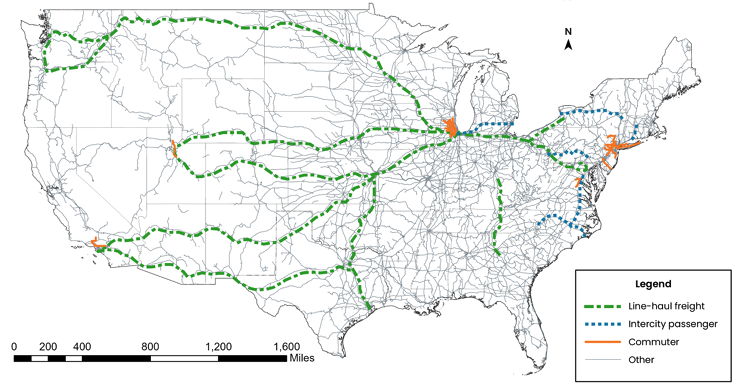 N
Legend
Line-haul freight
Intercity passenger
Commuter
Other
0 200 400 800 1,200 1,600
Miles